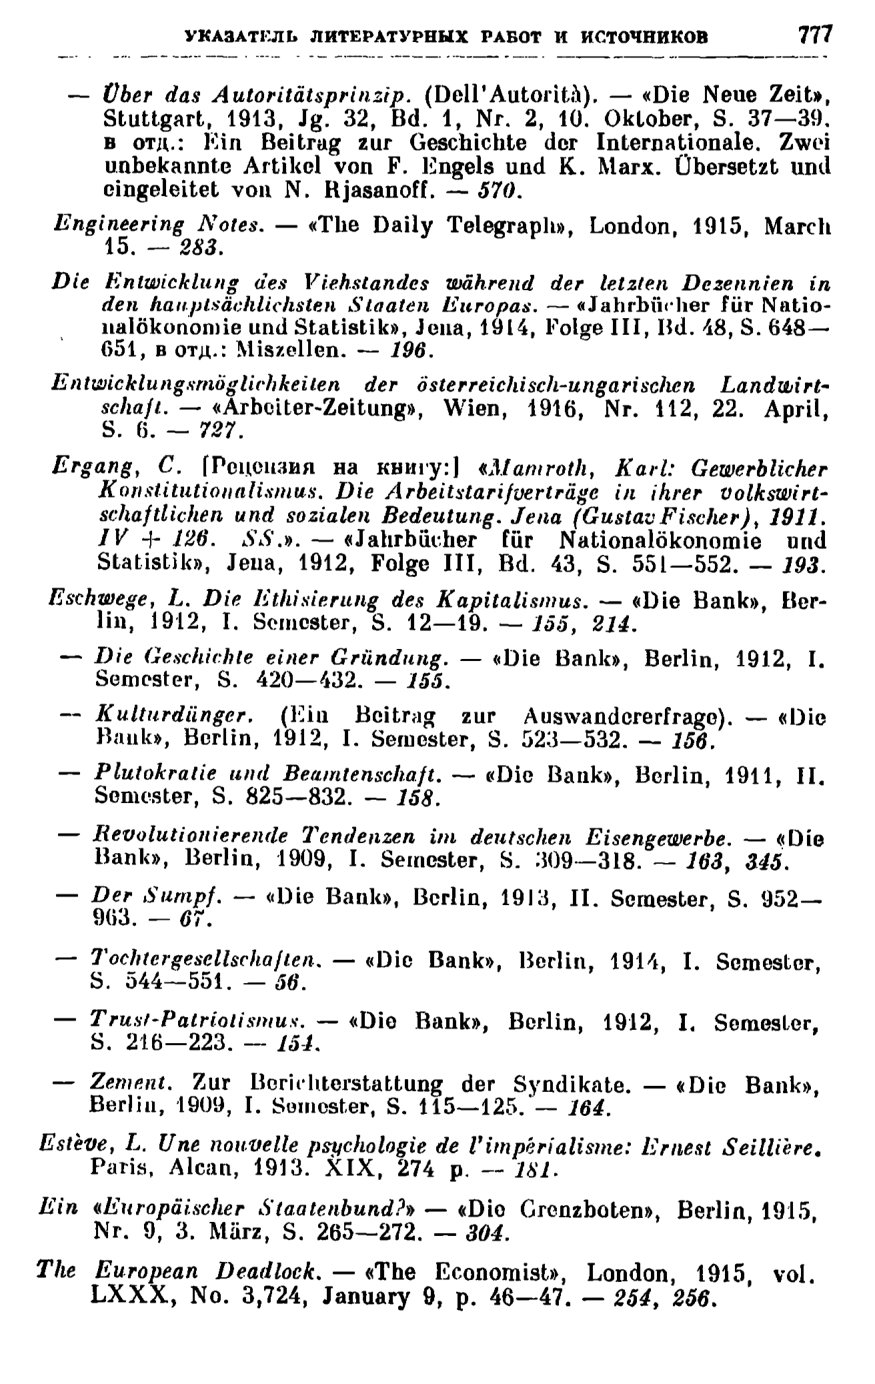 УКАЗАТЕЛЬ ЛИТЕРАТУРНЫХ РАБОТ И ИСТОЧНИКОВ 777
— Über das Autoritätsprinzip. (Dell'Autorità). — «Die Neue Zeit»,
Stuttgart, 1913, Jg. 32, Bd. 1, Nr. 2, 10. Oktober, S. 37—39.
в отд.: Ein Beitrag zur Geschichte der Internationale. Zwei
unbekannte Artikel von F. Engels und K. Marx. Übersetzt und
eingeleitet von N. Rjasanoff. — 570.
Engineering Notes. — «The Daily Telegraph», London, 1915, March
15. — 283.
Die Entwicklung des Viehstandes während der letzten Dezennien in
den hauptsächlichsten Staaten Europas. — «Jahrbücher für Natio-
nalökonomie und Statistik», Jena, 1914, Folge III, Bd. 48, S. 648—
651, в отд.: Miszellen. — 196.
Entwicklungsmöglichkeiten der österreichisch-ungarischen Landwirt-
schaft. — «Arbeiter-Zeitung», Wien, 1916, Nr. 112, 22. April,
S. 6. — 727.
Ergang, C. [Рецензия на книгу:] «Mamroth, Karl: Gewerblicher
Konstitutionalismus. Die Arbeitstarifverträge in ihrer volkswirt-
schaftlichen und sozialen Bedeutung. Jena (Gustav Fischer), 1911.
IV + 126. SS.». — «Jahrbücher für Nationalökonomie und
Statistik», Jena, 1912, Folge III, Bd. 43, S. 551—552. — 193.
Eschwege, L. Die Ethisierung des Kapitalismus. — «Die Bank», Ber-
lin, 1912, I. Semester, S. 12—19. — 155, 214.
— Die Geschichte einer Gründung. — «Die Bank», Berlin, 1912, I.
Semester, S. 420—432. — 155.
— Kulturdünger. (Ein Beitrag zur Auswandererfrage). — «Die
Bank», Berlin, 1912, I. Semester, S. 523—532. — 156.
— Plutokratie und Beamtenschaft. — «Die Bank», Berlin, 1911, II.
Semester, S. 825—832. — 158.
— Revolutionierende Tendenzen im deutschen Eisengewerbe. — «Die
Bank», Berlin, 1909, I. Semester, S. 309—318. — 163, 345.
— Der Sumpf. — «Die Bank», Berlin, 1913, II. Semester, S. 952—
963. — 67.
— Tochtergesellschaften. — «Die Bank», Berlin, 1914, I. Semester,
S. 544—551. — 56.
— Trust-Patriotismus. — «Die Bank», Berlin, 1912, I. Semester,
S. 216—223. — 154.
— Zement. Zur Berichterstattung der Syndikate. — «Die Bank»,
Berlin, 1909, I. Semester, S. 115—125. — 164.
Estève, L. Une nouvelle psychologie de l'impérialisme: Ernest Seillière.
Paris, Alcan, 1913. XIX, 274 p. — 181.
Ein «Europäischer Staatenbund?» — «Die Grenzboten», Berlin, 1915,
Nr. 9, 3. März, S. 265—272. — 304.
The European Deadlock. — «The Economist», London, 1915, vol.
LXXX, No. 3,724, January 9, p. 46—47. — 254, 256.